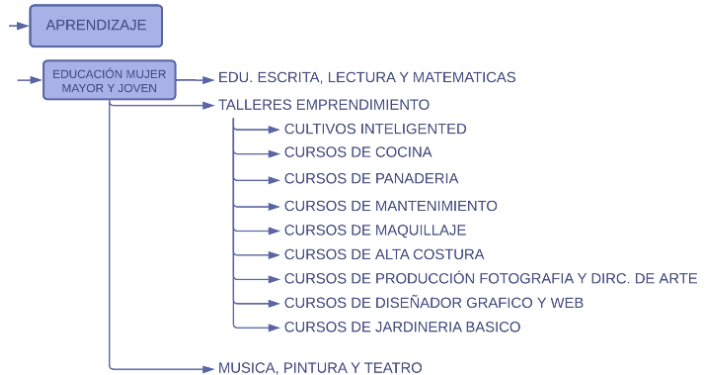 APRENDIZAJE
EDUCACIÓN MUJER
MAYOR Y JOVEN
EDU. ESCRITA, LECTURA Y MATEMATICAS
TALLERES EMPRENDIMIENTO
CULTIVOS INTELIGENTED
CURSOS DE COCINA
CURSOS DE PANADERIA
CURSOS DE MANTENIMIENTO
CURSOS DE MAQUILLAJE
CURSOS DE ALTA COSTURA
CURSOS DE PRODUCCIÓN FOTOGRAFIA Y DIRC. DE ARTE
CURSOS DE DISEÑADOR GRAFICO Y WEB
CURSOS DE JARDINERIA BASICO
MUSICA, PINTURA Y TEATRO